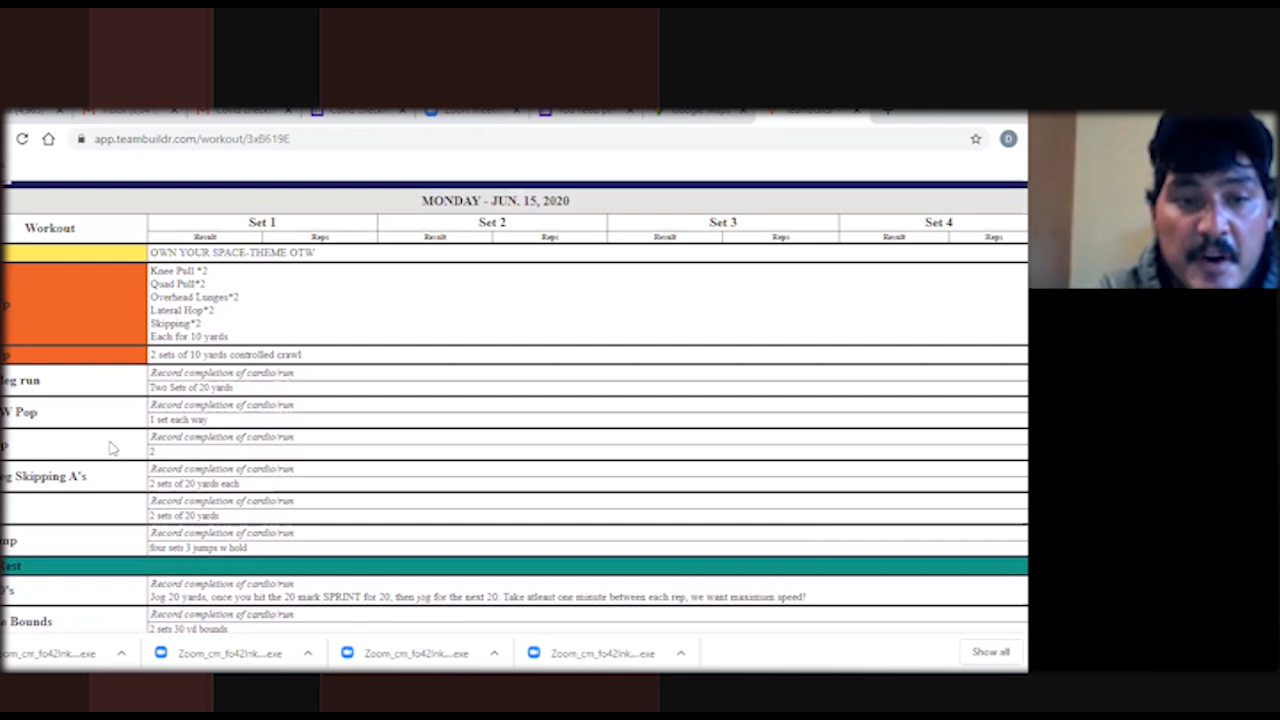 app.teambuildr.com/workout/3xB619E
D
MONDAY - JUN. 15, 2020
Workout Set 1 Set 2 Set 3 Set 4
Result Reps Result Reps Result Reps Result Reps
OWN YOUR SPACE-THEME OTW
Knee Pull *2
Quad Pull*2
Overhead Lunges*2
Lateral Hop*2
Skipping*2
Each for 10 yards
p
p 2 sets of 10 yards controlled crawl
leg run
Record completion of cardio/run
Two Sets of 20 yards
W Pop
Record completion of cardio/run
1 set each way
p
Record completion of cardio/run
2
eg Skipping A's
Record completion of cardio/run
2 sets of 20 yards each
Record completion of cardio/run
2 sets of 20 yards
mp
Record completion of cardio/run
four sets 3 jumps w hold
Rest
0's
Record completion of cardio/run
Jog 20 yards, once you hit the 20 mark SPRINT for 20, then jog for the next 20. Take atleast one minute between each rep, we want maximum speed!
e Bounds
Record completion of cardio/run
2 sets 30 yd bounds
om_cm_fo42lnk....exe Zoom_cm_fo42lnk....exe Zoom_cm_fo42lnk....exe Zoom_cm_fo42lnk....exe Show all